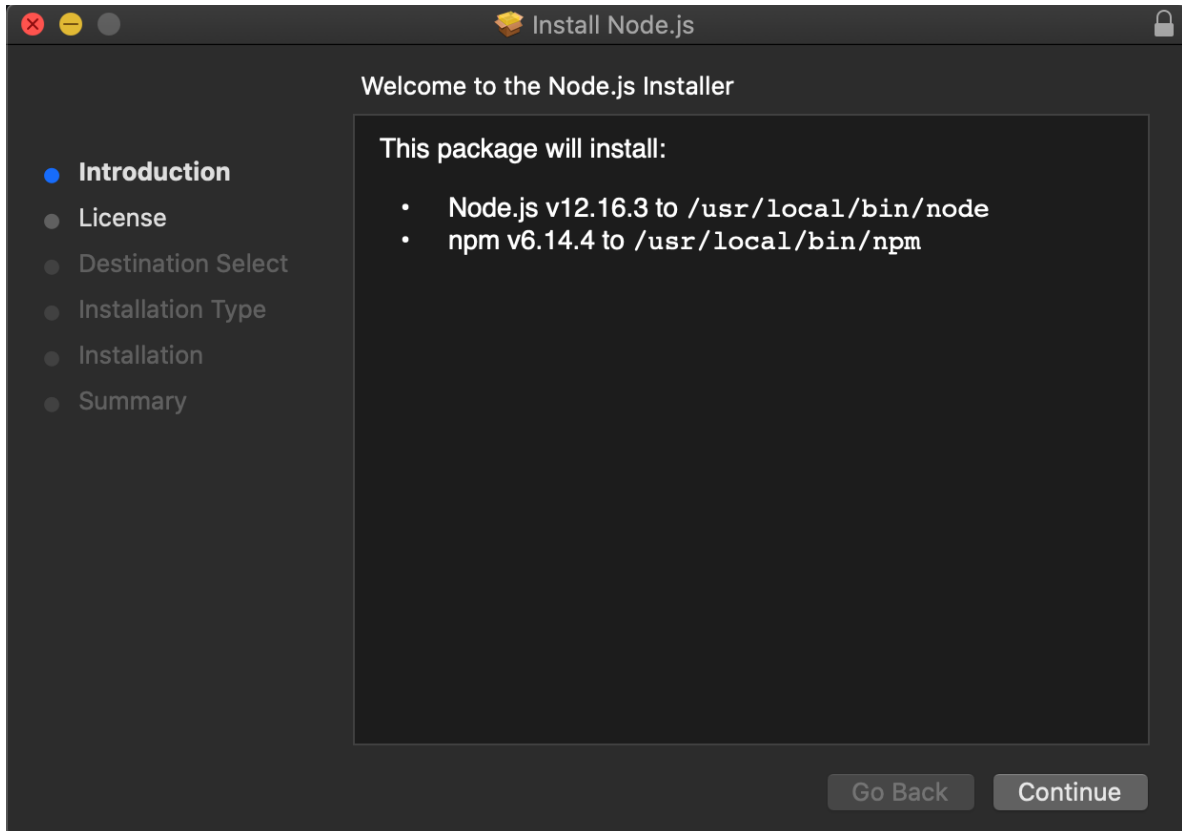 Install Node.js
Welcome to the Node.js Installer
Introduction
License
Destination Select
Installation Type
Installation
Summary
This package will install:
• Node.js v12.16.3 to /usr/local/bin/node
• npm v6.14.4 to /usr/local/bin/npm
Go Back
Continue